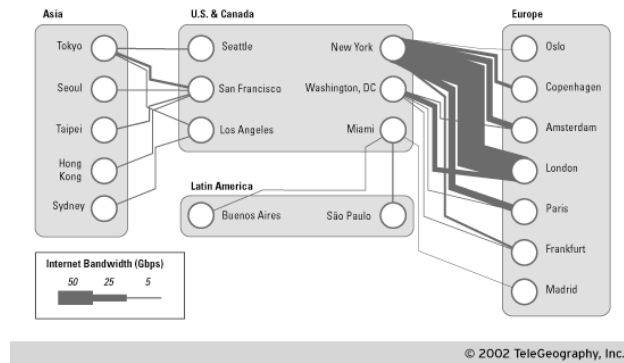 Asia
U.S. & Canada
Europe
Tokyo
Seattle
New York
Oslo
Seoul
San Francisco
Washington, DC
Copenhagen
Taipei
Los Angeles
Miami
Amsterdam
Hong
Kong
London
Sydney
Latin America
Buenos Aires
São Paulo
Paris
Frankfurt
Madrid
Internet Bandwidth (Gbps)
50 25 5
© 2002 TeleGeography, Inc.